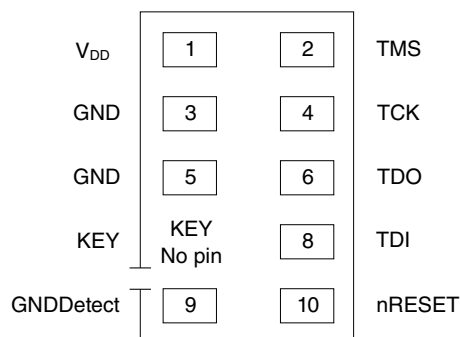 V_DD 1 2 TMS
GND 3 4 TCK
GND 5 6 TDO
KEY KEY 8 TDI
No pin
GNDDetect 9 10 nRESET